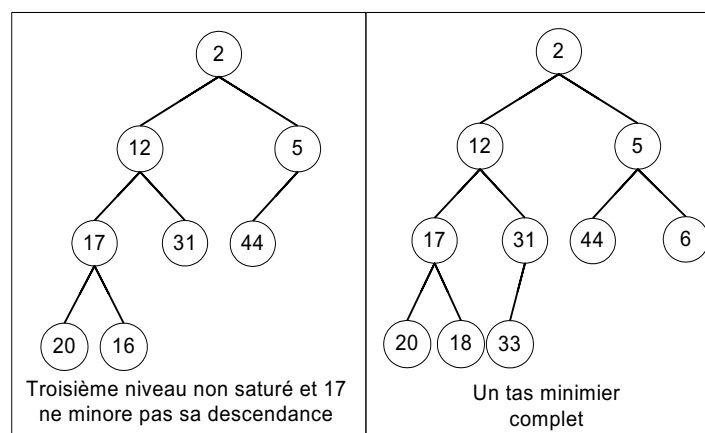 2
12 5
17 31 44
20 16
Troisième niveau non saturé et 17
ne minore pas sa descendance
2
12 5
17 31 44 6
20 18 33
Un tas minimier
complet